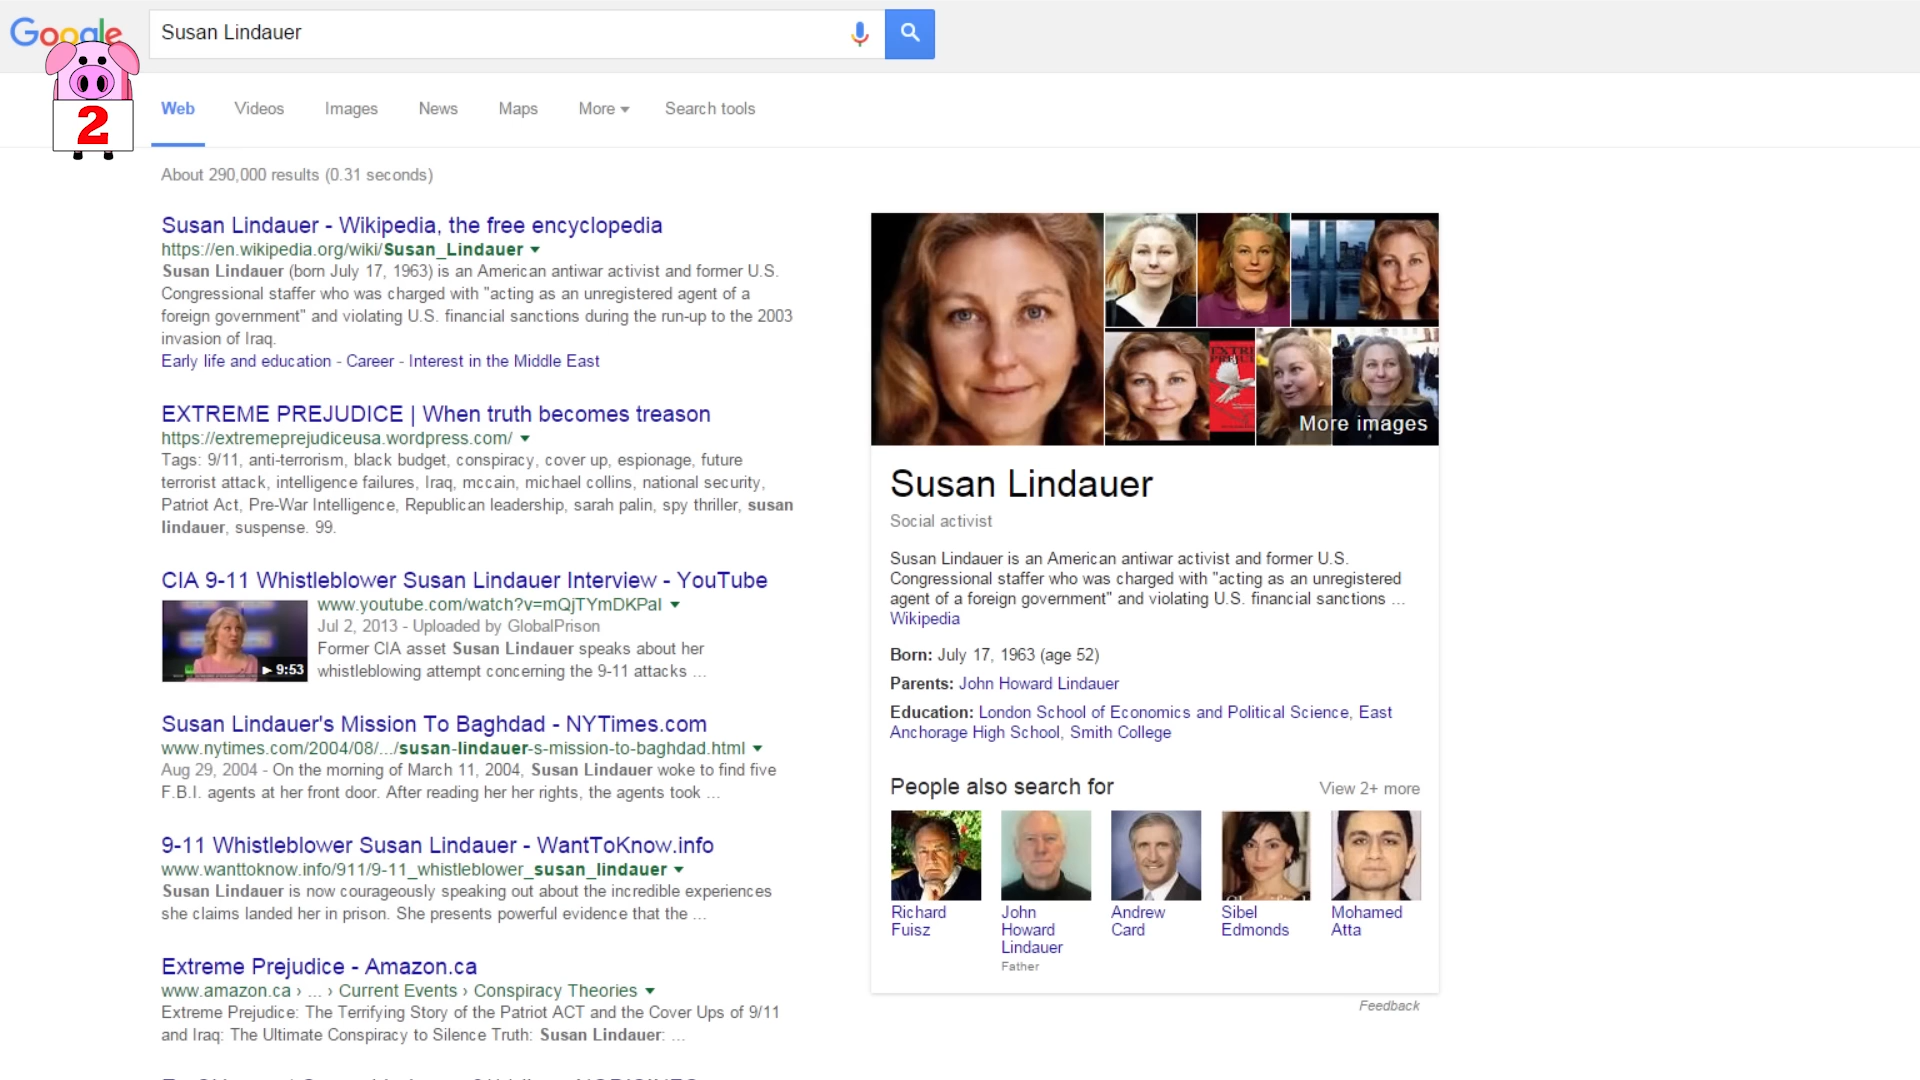 Google
Susan Lindauer
2
Web Videos Images News Maps More Search tools
About 290,000 results (0.31 seconds)
Susan Lindauer - Wikipedia, the free encyclopedia
https://en.wikipedia.org/wiki/Susan_Lindauer
Susan Lindauer (born July 17, 1963) is an American antiwar activist and former U.S.
Congressional staffer who was charged with "acting as an unregistered agent of a
foreign government" and violating U.S. financial sanctions during the run-up to the 2003
invasion of Iraq.
Early life and education - Career - Interest in the Middle East
EXTREME PREJUDICE | When truth becomes treason
https://extremeprejudiceusa.wordpress.com/
Tags: 9/11, anti-terrorism, black budget, conspiracy, cover up, espionage, future
terrorist attack, intelligence failures, Iraq, mccain, michael collins, national security,
Patriot Act, Pre-War Intelligence, Republican leadership, sarah palin, spy thriller, susan
lindauer, suspense. 99.
CIA 9-11 Whistleblower Susan Lindauer Interview - YouTube
www.youtube.com/watch?v=mQjTYmDKPaI
Jul 2, 2013 - Uploaded by GlobalPrison
Former CIA asset Susan Lindauer speaks about her
whistleblowing attempt concerning the 9-11 attacks ...
9:53
Susan Lindauer's Mission To Baghdad - NYTimes.com
www.nytimes.com/2004/08/.../susan-lindauer-s-mission-to-baghdad.html
Aug 29, 2004 - On the morning of March 11, 2004, Susan Lindauer woke to find five
F.B.I. agents at her front door. After reading her her rights, the agents took ...
9-11 Whistleblower Susan Lindauer - WantToKnow.info
www.wanttoknow.info/911/9-11_whistleblower_susan_lindauer
Susan Lindauer is now courageously speaking out about the incredible experiences
she claims landed her in prison. She presents powerful evidence that the ...
Extreme Prejudice - Amazon.ca
www.amazon.ca › ... › Current Events › Conspiracy Theories
Extreme Prejudice: The Terrifying Story of the Patriot ACT and the Cover Ups of 9/11
and Iraq: The Ultimate Conspiracy to Silence Truth: Susan Lindauer: ...
More images
Susan Lindauer
Social activist
Susan Lindauer is an American antiwar activist and former U.S.
Congressional staffer who was charged with "acting as an unregistered
agent of a foreign government" and violating U.S. financial sanctions ...
Wikipedia
Born: July 17, 1963 (age 52)
Parents: John Howard Lindauer
Education: London School of Economics and Political Science, East
Anchorage High School, Smith College
People also search for View 2+ more
Richard
Fuisz
John
Howard
Lindauer
Father
Andrew
Card
Sibel
Edmonds
Mohamed
Atta
Feedback